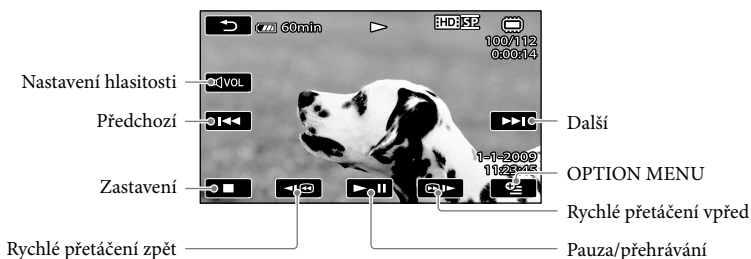 60min
HD SP
100/112
0:00:14
Nastavení hlasitosti
VOL
Předchozí
Další
1-1-2009
11:23:45
Zastavení
OPTION MENU
Rychlé přetáčení vpřed
Rychlé přetáčení zpět
Pauza/přehrávání